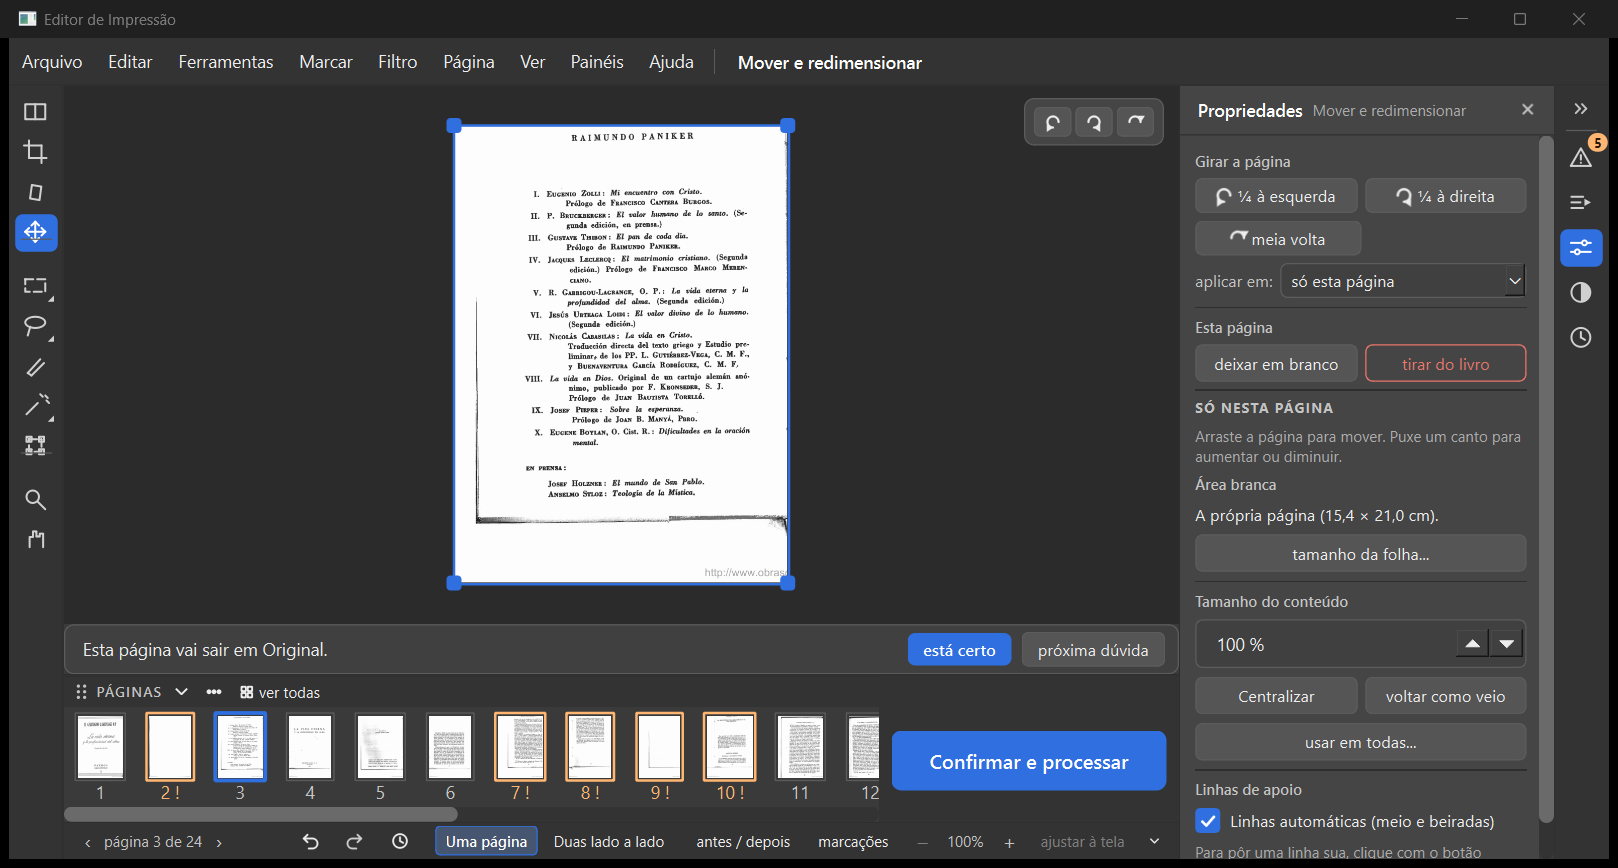 Editor de Impressão
Arquivo Editar Ferramentas Marcar Filtro Página Ver Painéis Ajuda Mover e redimensionar
RAIMUNDO PANIKER
I. Eugenio Zolli: Mi encuentro con Cristo.
Prólogo de Francisco Cantera Burgos.
II. P. Bruckberger: El valor humano de lo santo. (Se-
gunda edición, en prensa.)
III. Gustave Thibon: El pan de cada día.
Prólogo de Raimundo Paniker.
IV. Jacques Leclercq: El matrimonio cristiano. (Segunda
edición.) Prólogo de Francisco Marco Meren-
ciano.
V. R. Garrigou-Lagrange, O. P.: La vida eterna y la
profundidad del alma. (Segunda edición.)
VI. Jesús Urteaga Loidi: El valor divino de lo humano.
(Segunda edición.)
VII. Nicolás Cabasilas: La vida en Cristo.
Traducción directa del texto griego y Estudio pre-
liminar, de los PP. L. Gutiérrez-Vega, C. M. F.,
y Buenaventura García Rodríguez, C. M. F.
VIII. La vida en Dios. Original de un cartujo alemán anó-
nimo, publicado por F. Kronseder, S. J.
Prólogo de Juan Bautista Torelló.
IX. Josef Pieper: Sobre la esperanza.
Prólogo de Joan B. Manyá, Pbro.
X. Eugene Boylan, O. Cist. R.: Dificultades en la oración
mental.
EN PRENSA:
Josef Holzner: El mundo de San Pablo.
Anselmo Stloz: Teología de la Mística.
http://www.obras
Propriedades Mover e redimensionar
5
Girar a página
¼ à esquerda ¼ à direita
meia volta
aplicar em: só esta página
Esta página
deixar em branco tirar do livro
SÓ NESTA PÁGINA
Arraste a página para mover. Puxe um canto para
aumentar ou diminuir.
Área branca
A própria página (15,4 × 21,0 cm).
tamanho da folha...
Tamanho do conteúdo
100 %
Centralizar voltar como veio
usar em todas...
Linhas de apoio
Linhas automáticas (meio e beiradas)
Para pôr uma linha sua, clique com o botão
Esta página vai sair em Original. está certo próxima dúvida
PÁGINAS ver todas
1 2 ! 3 4 5 6 7 ! 8 ! 9 ! 10 ! 11 12
Confirmar e processar
página 3 de 24 Uma página Duas lado a lado antes / depois marcações 100% ajustar à tela